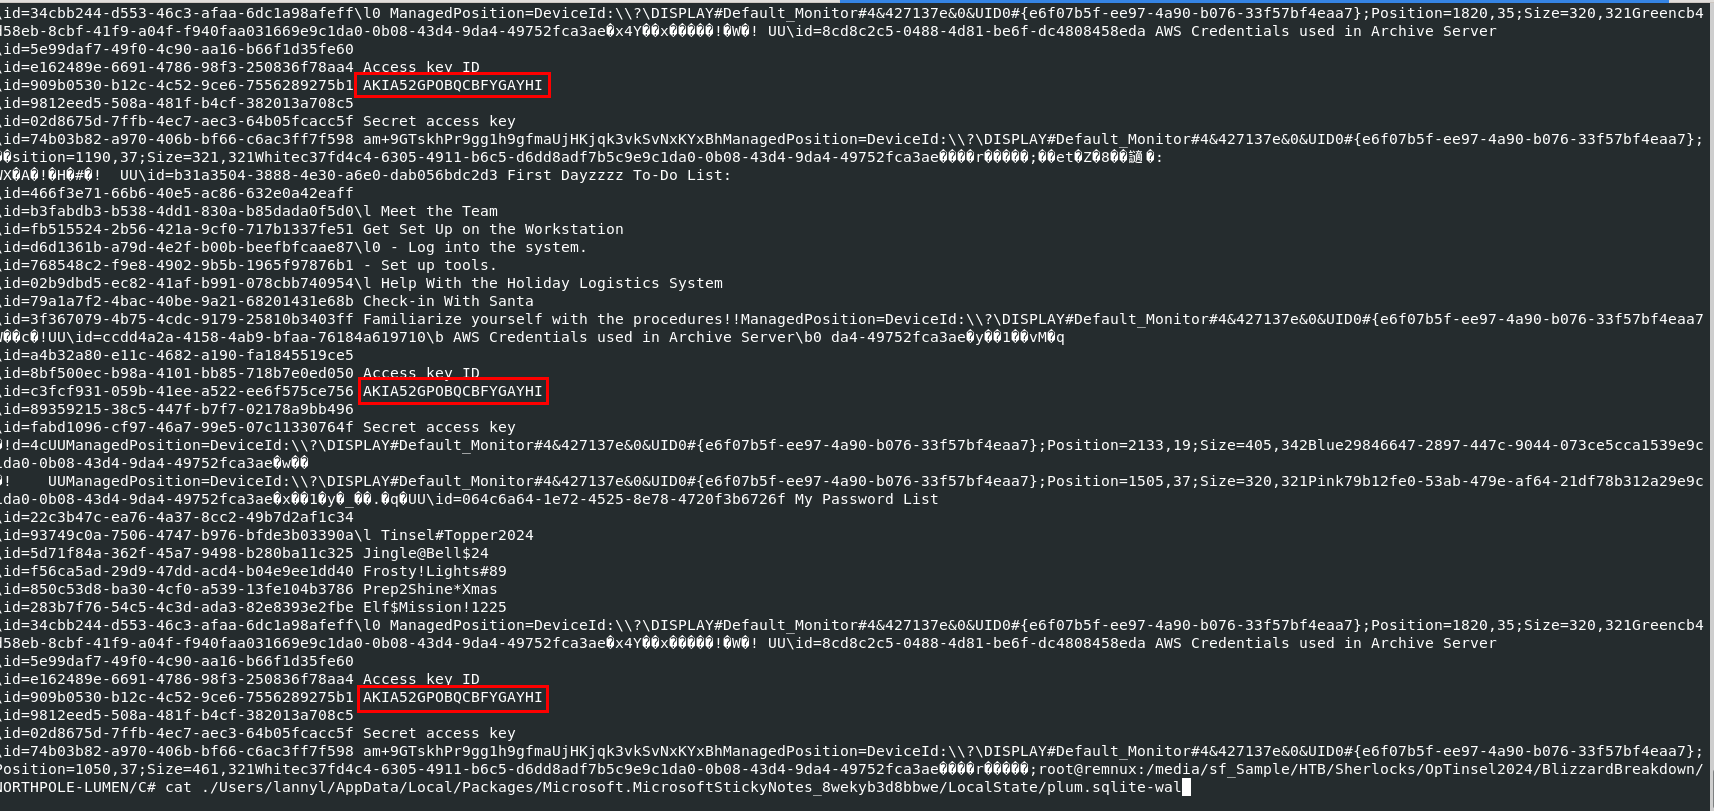 \id=34cbb244-d553-46c3-afaa-6dc1a98afeff\l0 ManagedPosition=DeviceId:\\?\DISPLAY#Default_Monitor#4&427137e&0&UID0#{e6f07b5f-ee97-4a90-b076-33f57bf4eaa7};Position=1820,35;Size=320,321Greencb4
d58eb-8cbf-41f9-a04f-f940faa031669e9c1da0-0b08-43d4-9da4-49752fca3ae�x4Y��x�����!�W�! UU\id=8cd8c2c5-0488-4d81-be6f-dc4808458eda AWS Credentials used in Archive Server
\id=5e99daf7-49f0-4c90-aa16-b66f1d35fe60
\id=e162489e-6691-4786-98f3-250836f78aa4 Access key ID
\id=909b0530-b12c-4c52-9ce6-7556289275b1 AKIA52GPOBQCBFYGAYHI
\id=9812eed5-508a-481f-b4cf-382013a708c5
\id=02d8675d-7ffb-4ec7-aec3-64b05fcacc5f Secret access key
\id=74b03b82-a970-406b-bf66-c6ac3ff7f598 am+9GTskhPr9gg1h9gfmaUjHKjqk3vkSvNxKYxBhManagedPosition=DeviceId:\\?\DISPLAY#Default_Monitor#4&427137e&0&UID0#{e6f07b5f-ee97-4a90-b076-33f57bf4eaa7};
��sition=1190,37;Size=321,321Whitec37fd4c4-6305-4911-b6c5-d6dd8adf7b5c9e9c1da0-0b08-43d4-9da4-49752fca3ae����r�����;��et�Z�8�� �:
WX�A�!�H�#�!  UU\id=b31a3504-3888-4e30-a6e0-dab056bdc2d3 First Dayzzzz To-Do List:
\id=466f3e71-66b6-40e5-ac86-632e0a42eaff
\id=b3fabdb3-b538-4dd1-830a-b85dada0f5d0\l Meet the Team
\id=fb515524-2b56-421a-9cf0-717b1337fe51 Get Set Up on the Workstation
\id=d6d1361b-a79d-4e2f-b00b-beefbfcaae87\l0 - Log into the system.
\id=768548c2-f9e8-4902-9b5b-1965f97876b1 - Set up tools.
\id=02b9dbd5-ec82-41af-b991-078cbb740954\l Help With the Holiday Logistics System
\id=79a1a7f2-4bac-40be-9a21-68201431e68b Check-in With Santa
\id=3f367079-4b75-4cdc-9179-25810b3403ff Familiarize yourself with the procedures!!ManagedPosition=DeviceId:\\?\DISPLAY#Default_Monitor#4&427137e&0&UID0#{e6f07b5f-ee97-4a90-b076-33f57bf4eaa7
W��c�!UU\id=ccdd4a2a-4158-4ab9-bfaa-76184a619710\b AWS Credentials used in Archive Server\b0 da4-49752fca3ae�y��1��vM�q
\id=a4b32a80-e11c-4682-a190-fa1845519ce5
\id=8bf500ec-b98a-4101-bb85-718b7e0ed050 Access key ID
\id=c3fcf931-059b-41ee-a522-ee6f575ce756 AKIA52GPOBQCBFYGAYHI
\id=89359215-38c5-447f-b7f7-02178a9bb496
\id=fabd1096-cf97-46a7-99e5-07c11330764f Secret access key
�!d=4cUUManagedPosition=DeviceId:\\?\DISPLAY#Default_Monitor#4&427137e&0&UID0#{e6f07b5f-ee97-4a90-b076-33f57bf4eaa7};Position=2133,19;Size=405,342Blue29846647-2897-447c-9044-073ce5cca1539e9c
1da0-0b08-43d4-9da4-49752fca3ae�w��
�!    UUManagedPosition=DeviceId:\\?\DISPLAY#Default_Monitor#4&427137e&0&UID0#{e6f07b5f-ee97-4a90-b076-33f57bf4eaa7};Position=1505,37;Size=320,321Pink79b12fe0-53ab-479e-af64-21df78b312a29e9c
1da0-0b08-43d4-9da4-49752fca3ae�x��1�y�_��.�q�UU\id=064c6a64-1e72-4525-8e78-4720f3b6726f My Password List
\id=22c3b47c-ea76-4a37-8cc2-49b7d2af1c34
\id=93749c0a-7506-4747-b976-bfde3b03390a\l Tinsel#Topper2024
\id=5d71f84a-362f-45a7-9498-b280ba11c325 Jingle@Bell$24
\id=f56ca5ad-29d9-47dd-acd4-b04e9ee1dd40 Frosty!Lights#89
\id=850c53d8-ba30-4cf0-a539-13fe104b3786 Prep2Shine*Xmas
\id=283b7f76-54c5-4c3d-ada3-82e8393e2fbe Elf$Mission!1225
\id=34cbb244-d553-46c3-afaa-6dc1a98afeff\l0 ManagedPosition=DeviceId:\\?\DISPLAY#Default_Monitor#4&427137e&0&UID0#{e6f07b5f-ee97-4a90-b076-33f57bf4eaa7};Position=1820,35;Size=320,321Greencb4
d58eb-8cbf-41f9-a04f-f940faa031669e9c1da0-0b08-43d4-9da4-49752fca3ae�x4Y��x�����!�W�! UU\id=8cd8c2c5-0488-4d81-be6f-dc4808458eda AWS Credentials used in Archive Server
\id=5e99daf7-49f0-4c90-aa16-b66f1d35fe60
\id=e162489e-6691-4786-98f3-250836f78aa4 Access key ID
\id=909b0530-b12c-4c52-9ce6-7556289275b1 AKIA52GPOBQCBFYGAYHI
\id=9812eed5-508a-481f-b4cf-382013a708c5
\id=02d8675d-7ffb-4ec7-aec3-64b05fcacc5f Secret access key
\id=74b03b82-a970-406b-bf66-c6ac3ff7f598 am+9GTskhPr9gg1h9gfmaUjHKjqk3vkSvNxKYxBhManagedPosition=DeviceId:\\?\DISPLAY#Default_Monitor#4&427137e&0&UID0#{e6f07b5f-ee97-4a90-b076-33f57bf4eaa7};
Position=1050,37;Size=461,321Whitec37fd4c4-6305-4911-b6c5-d6dd8adf7b5c9e9c1da0-0b08-43d4-9da4-49752fca3ae����r�����;root@remnux:/media/sf_Sample/HTB/Sherlocks/OpTinsel2024/BlizzardBreakdown/
NORTHPOLE-LUMEN/C# cat ./Users/lannyl/AppData/Local/Packages/Microsoft.MicrosoftStickyNotes_8wekyb3d8bbwe/LocalState/plum.sqlite-wal